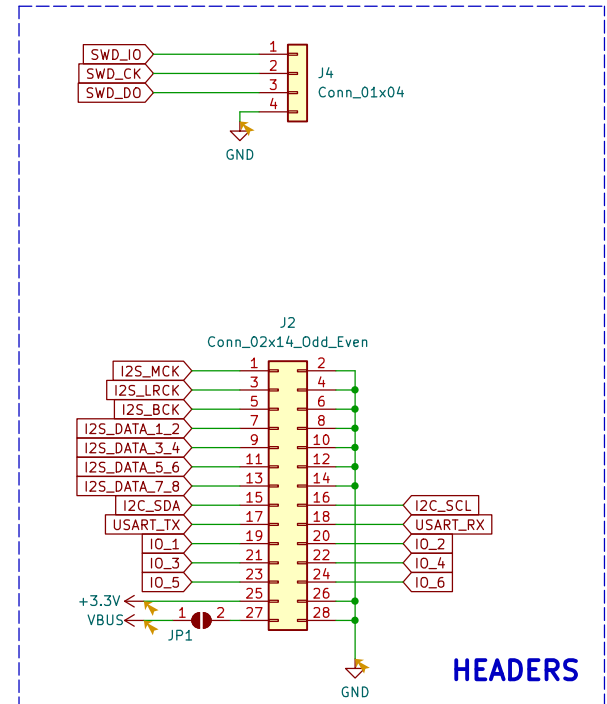 SWD_IO 1
SWD_CK 2 J4
SWD_DO 3 Conn_01x04
4
GND
J2
Conn_02x14_Odd_Even
I2S_MCK 1 2
I2S_LRCK 3 4
I2S_BCK 5 6
I2S_DATA_1_2 7 8
I2S_DATA_3_4 9 10
I2S_DATA_5_6 11 12
I2S_DATA_7_8 13 14
I2C_SDA 15 16 I2C_SCL
USART_TX 17 18 USART_RX
IO_1 19 20 IO_2
IO_3 21 22 IO_4
IO_5 23 24 IO_6
+3.3V 25 26
VBUS 1 2 27 28
JP1
GND
HEADERS